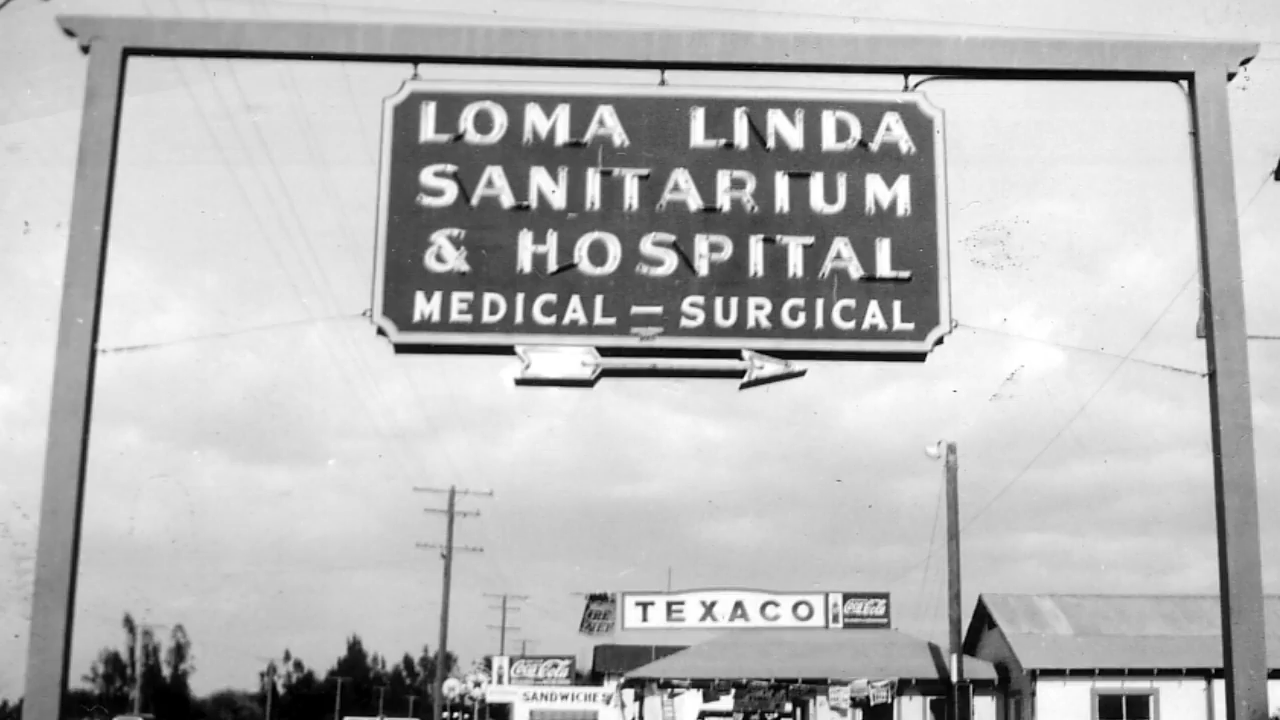 LOMA LINDA
SANITARIUM
& HOSPITAL
MEDICAL – SURGICAL
TEXACO
Coca-Cola
Coca-Cola
SANDWICHES